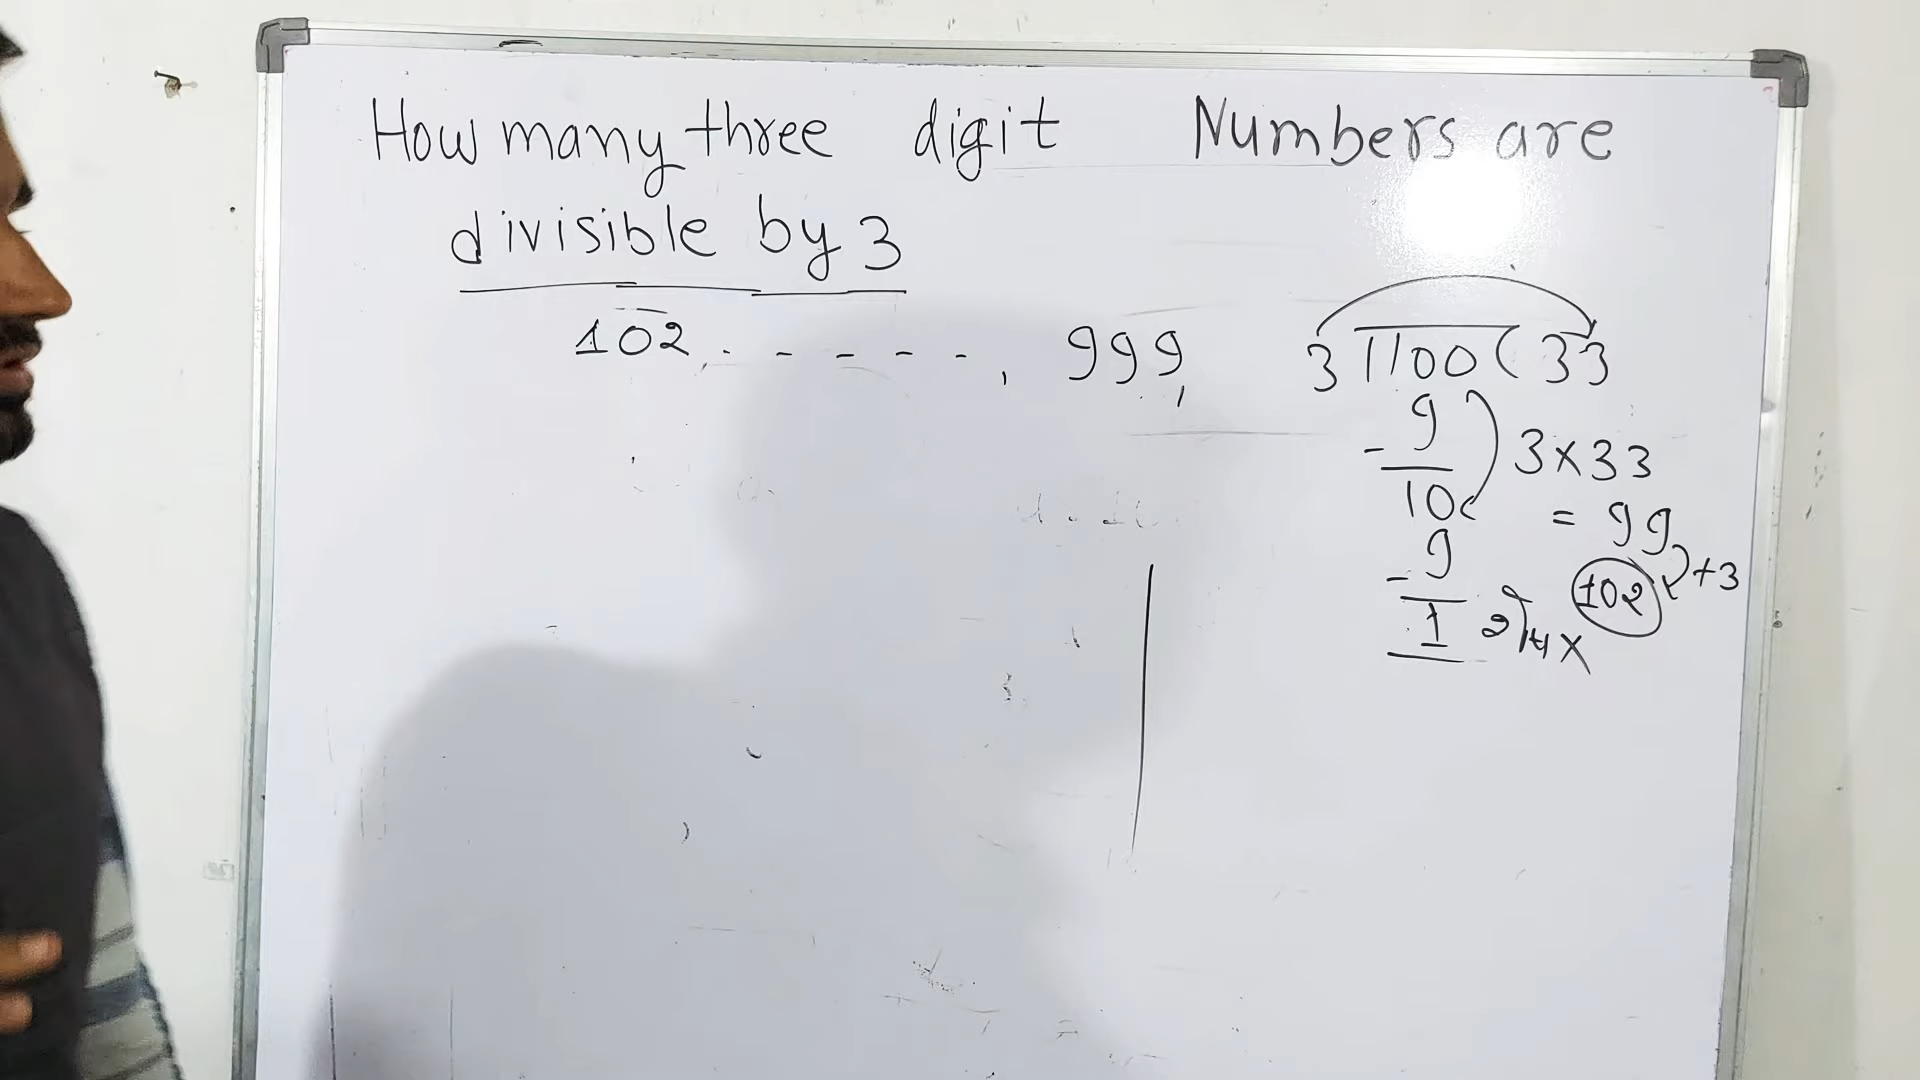 How many three digit Numbers are
divisible by 3
102, - - - - -, 999,
3 ) 100 ( 33
- 9
10
- 9
1
3 x 33
= 99
+3
102